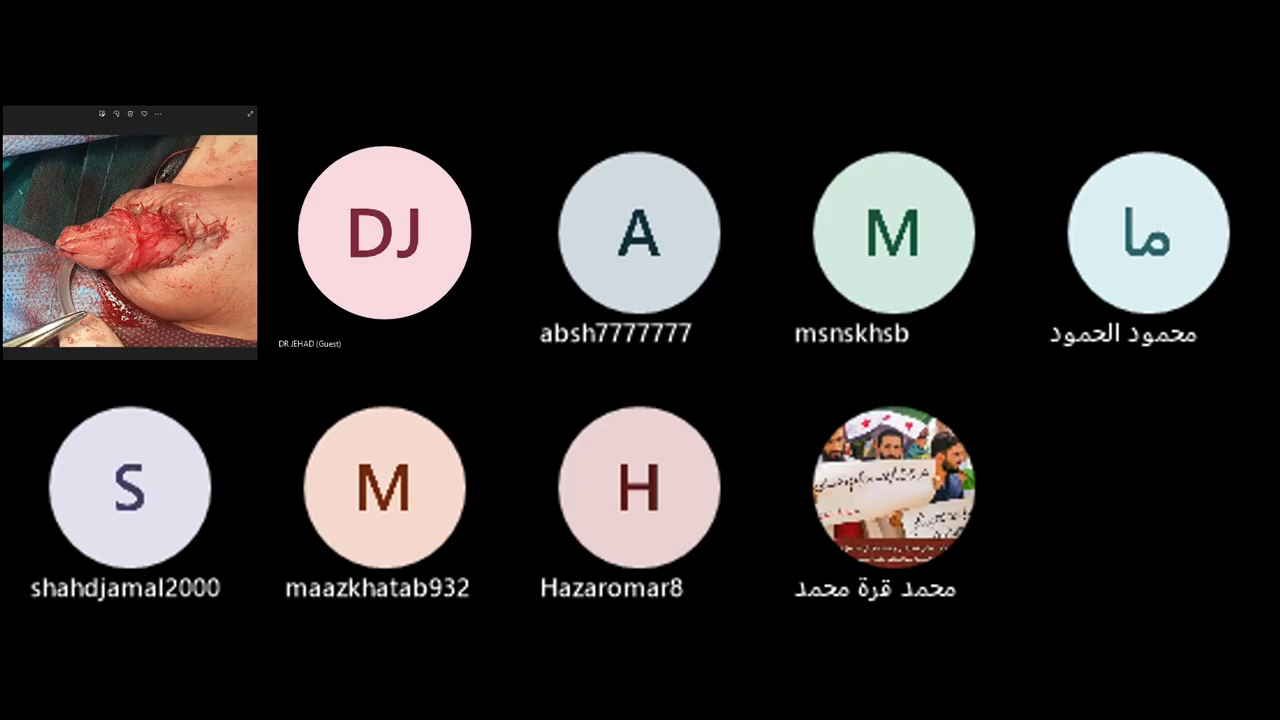 DJ
A
M
ما
DR JEHAD (Guest)
absh7777777
msnskhsb
محمود الحمود
S
M
H
shahdjamal2000
maazkhatab932
Hazaromar8
محمد قرة محمد